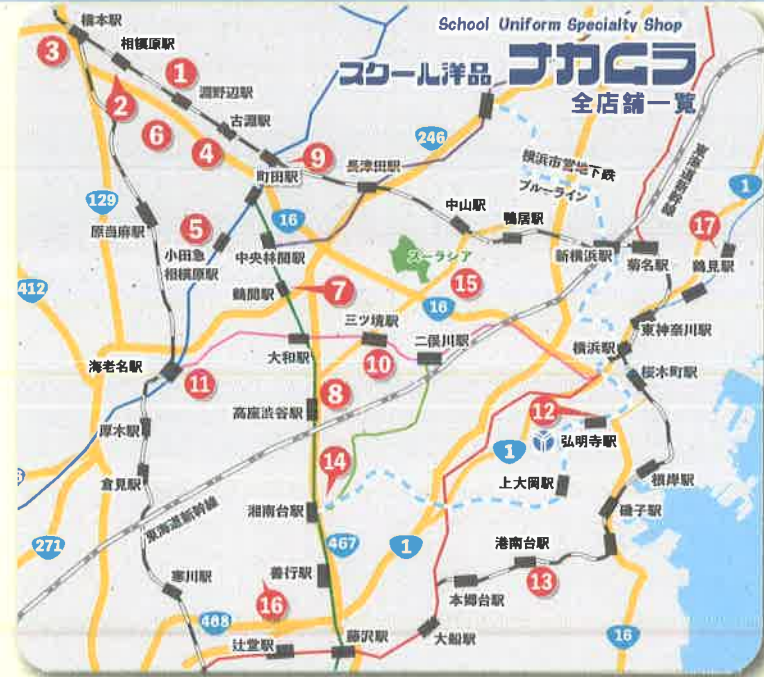 School Uniform Specialty Shop
スクール洋品 ナカムラ
全店舗一覧
橋本駅
3
相模原駅
1
2
淵野辺駅
6
古淵駅
4
9
町田駅
長津田駅
246
横浜市営地下鉄
ブルーライン
東海道新幹線
1
129
原当麻駅
5
小田急
相模原駅
16
中央林間駅
中山駅
鴨居駅
新横浜駅
菊名駅
17
鶴見駅
ズーラシア
15
412
鶴間駅
7
16
三ツ境駅
二俣川駅
東神奈川駅
横浜駅
海老名駅
11
大和駅
10
桜木町駅
8
高座渋谷駅
12
弘明寺駅
厚木駅
1
14
上大岡駅
根岸駅
倉見駅
東海道新幹線
湘南台駅
467
磯子駅
271
1
港南台駅
13
寒川駅
善行駅
16
本郷台駅
468
辻堂駅
藤沢駅
大船駅
16